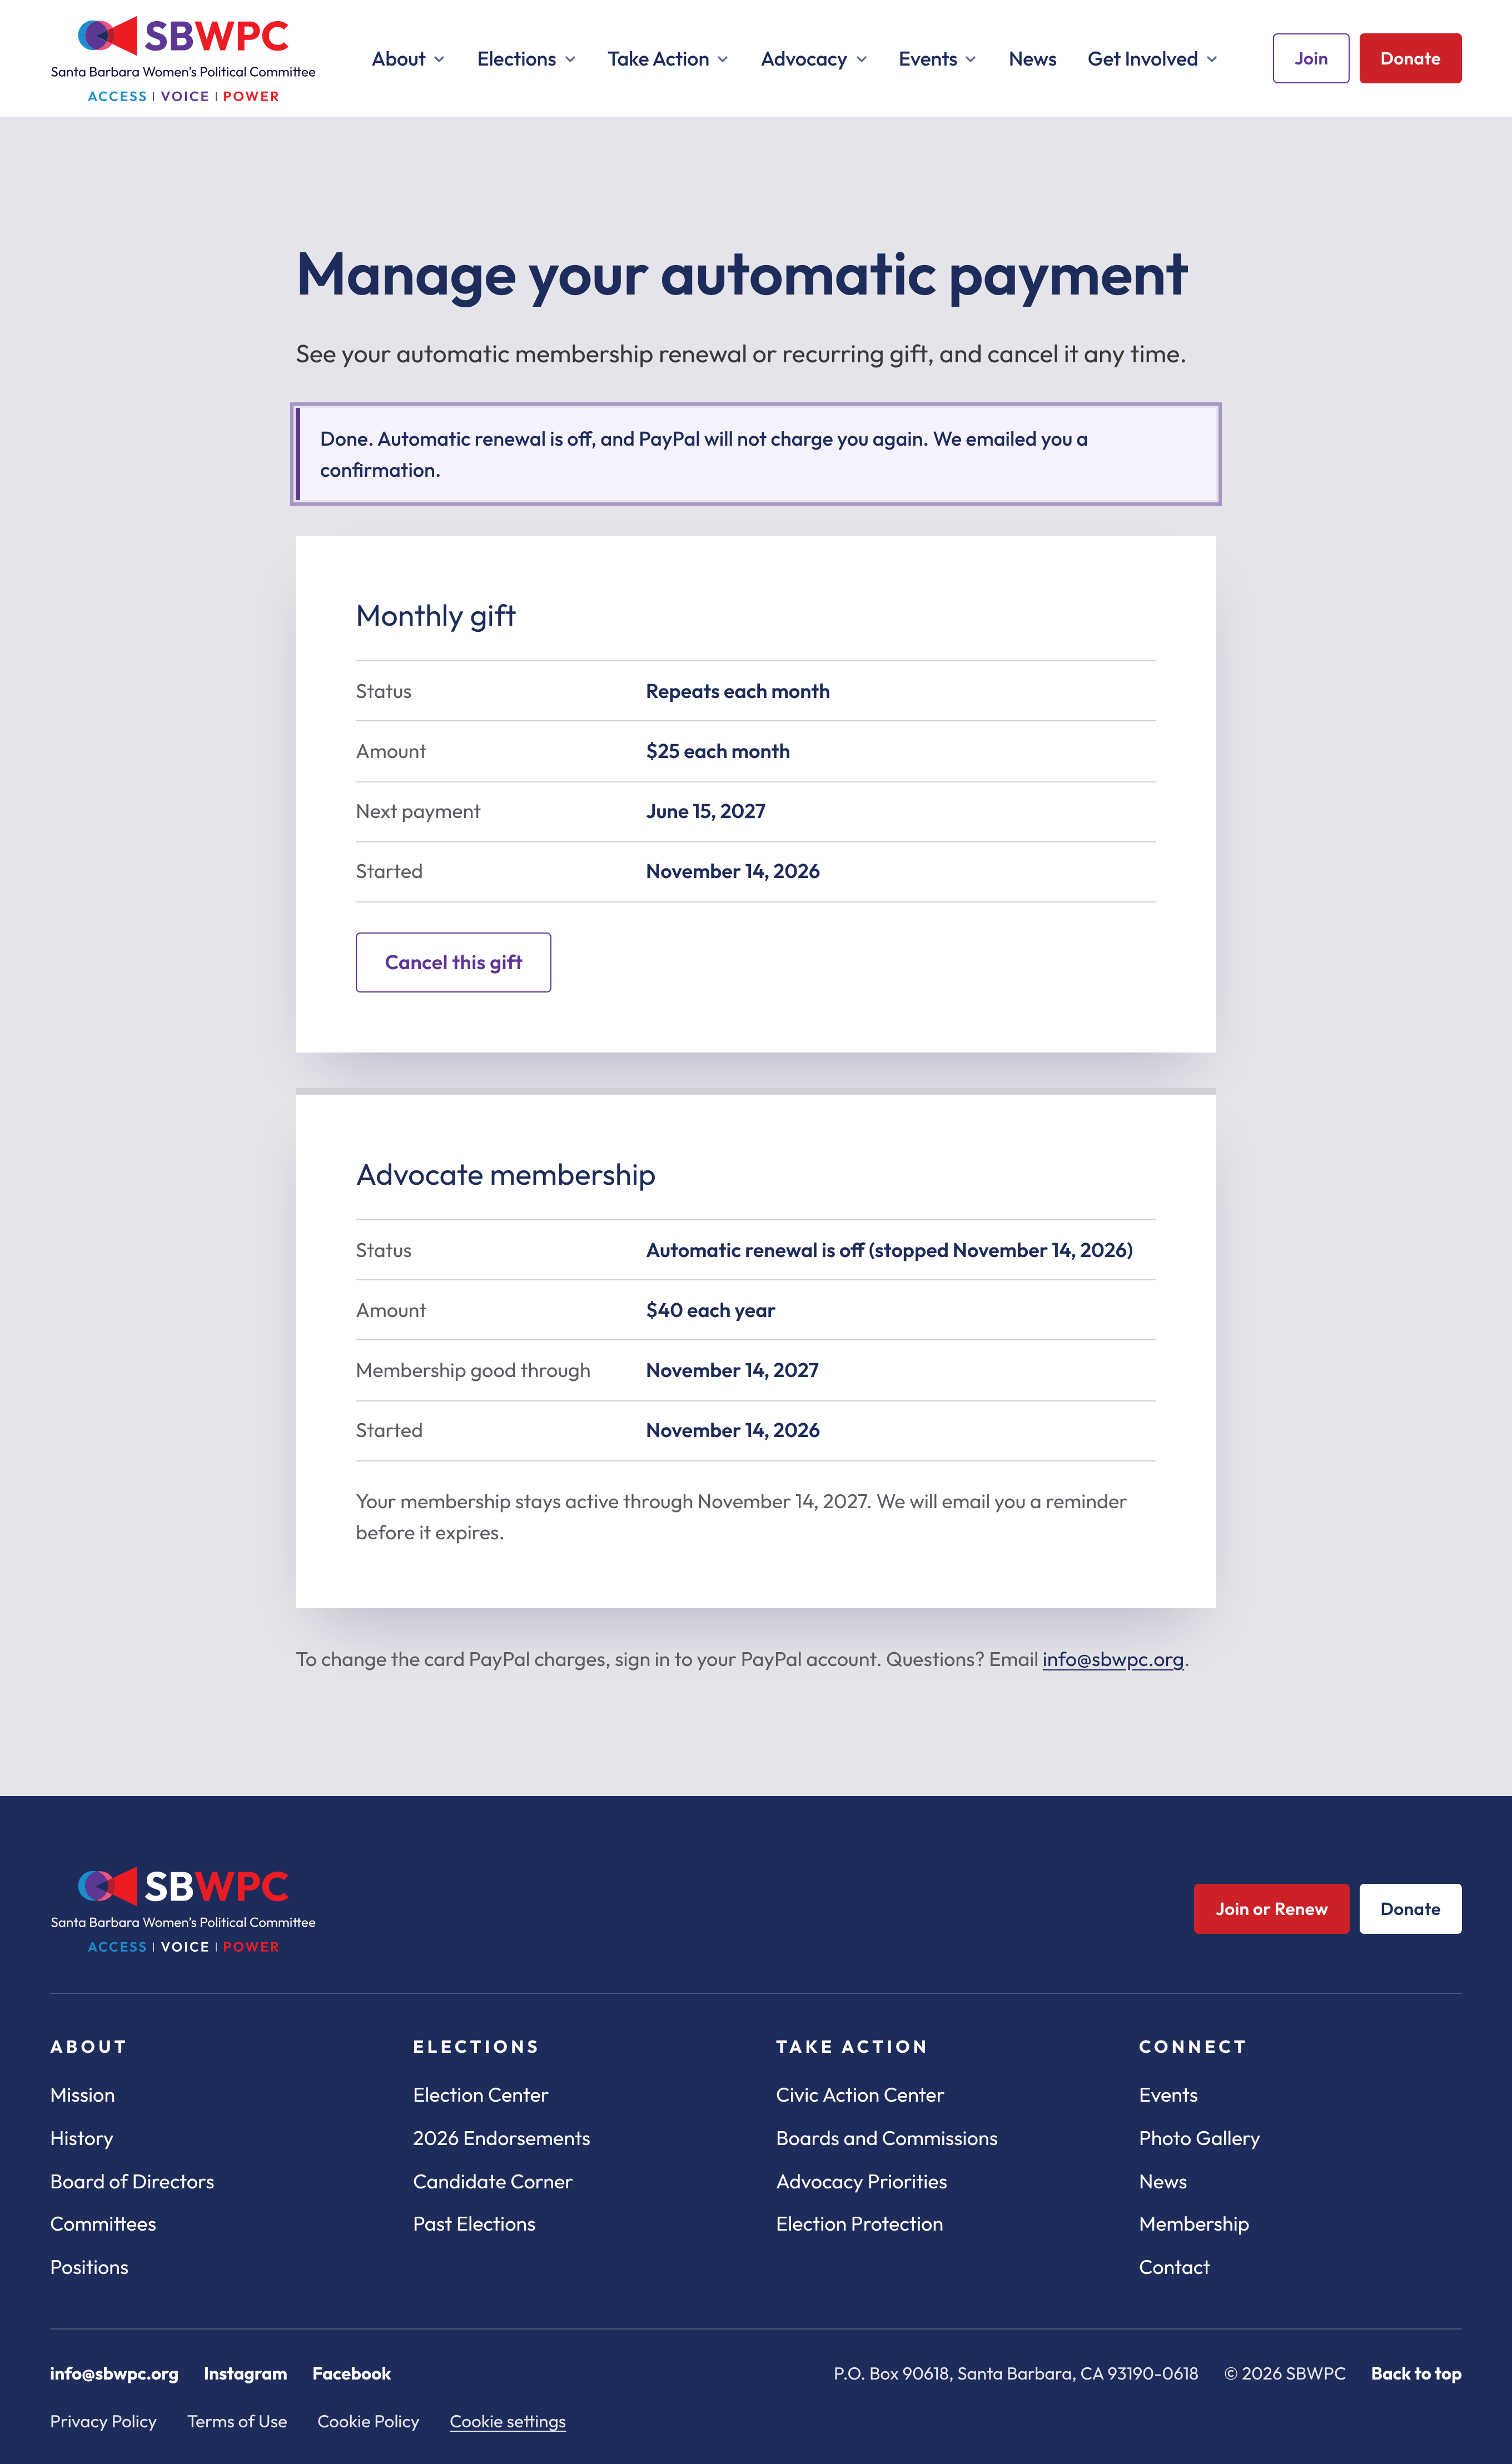 SBWPC
Santa Barbara Women's Political Committee
ACCESS | VOICE | POWER
About
Elections
Take Action
Advocacy
Events
News
Get Involved
Join
Donate
Manage your automatic payment
See your automatic membership renewal or recurring gift, and cancel it any time.
Done. Automatic renewal is off, and PayPal will not charge you again. We emailed you a
confirmation.
Monthly gift
Status Repeats each month
Amount $25 each month
Next payment June 15, 2027
Started November 14, 2026
Cancel this gift
Advocate membership
Status Automatic renewal is off (stopped November 14, 2026)
Amount $40 each year
Membership good through November 14, 2027
Started November 14, 2026
Your membership stays active through November 14, 2027. We will email you a reminder
before it expires.
To change the card PayPal charges, sign in to your PayPal account. Questions? Email info@sbwpc.org.
SBWPC
Santa Barbara Women's Political Committee
ACCESS | VOICE | POWER
Join or Renew
Donate
ABOUT
Mission
History
Board of Directors
Committees
Positions
ELECTIONS
Election Center
2026 Endorsements
Candidate Corner
Past Elections
TAKE ACTION
Civic Action Center
Boards and Commissions
Advocacy Priorities
Election Protection
CONNECT
Events
Photo Gallery
News
Membership
Contact
info@sbwpc.org Instagram Facebook
P.O. Box 90618, Santa Barbara, CA 93190-0618 © 2026 SBWPC Back to top
Privacy Policy Terms of Use Cookie Policy Cookie settings